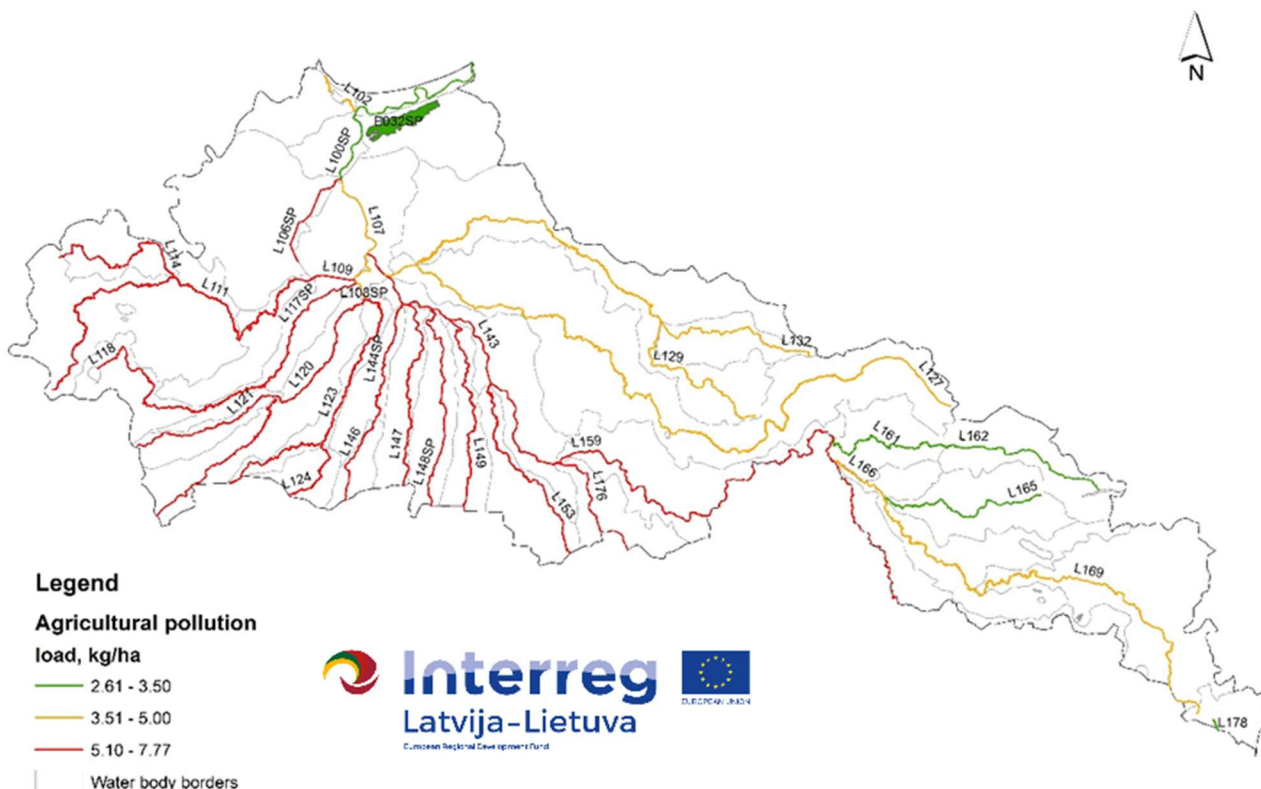 N
L102
E032SP
L100SP
L106SP
L107
L114
L111
L109
L117SP
L108SP
L118
L120
L121
L123
L144SP
L143
L132
L129
L127
L146
L147
L148SP
L149
L124
L159
L176
L153
L161
L162
L166
L165
L169
L178
Legend
Agricultural pollution
load, kg/ha
2.61 - 3.50
3.51 - 5.00
5.10 - 7.77
Water body borders
Interreg
Latvija-Lietuva
European Regional Development Fund
EUROPEAN UNION